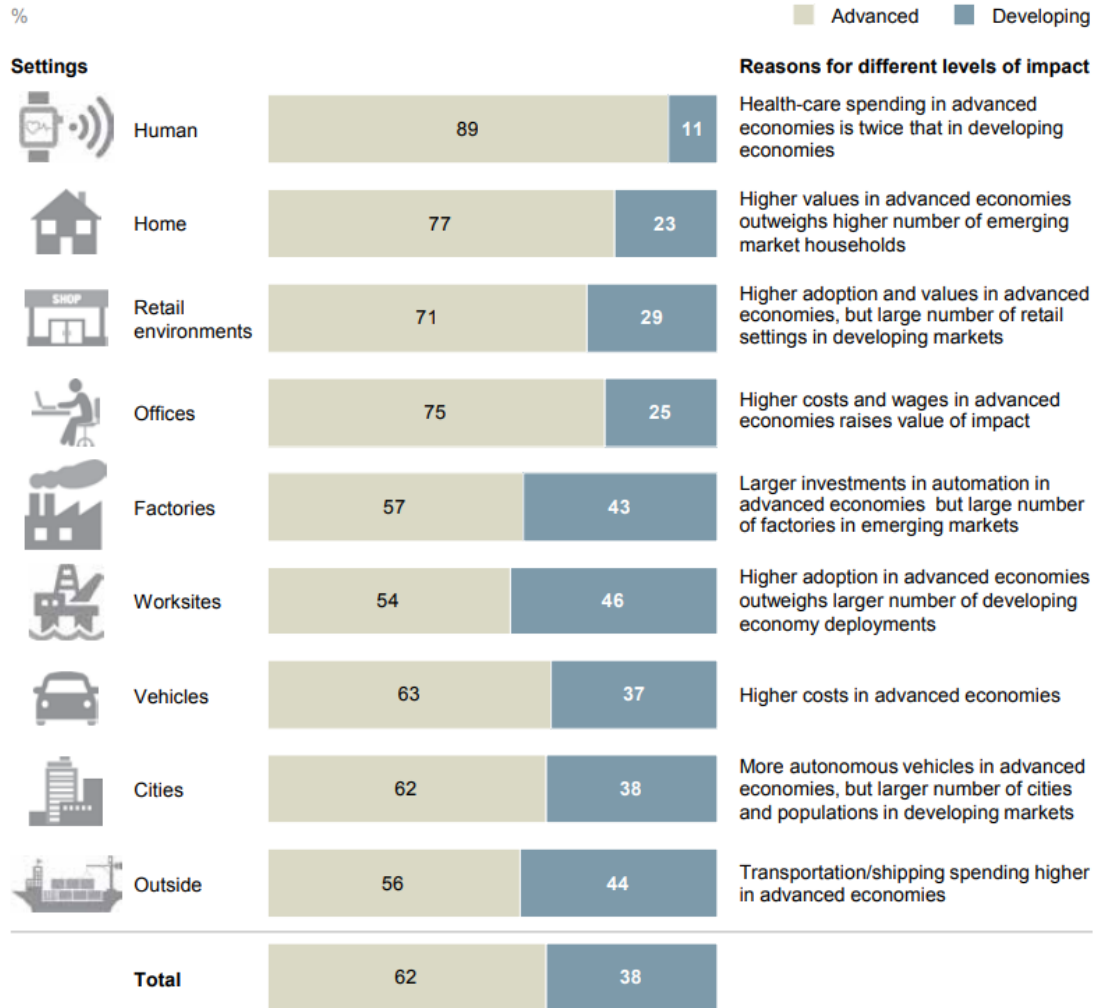 %
Advanced
Developing
Settings
Reasons for different levels of impact
Human
89
11
Health-care spending in advanced
economies is twice that in developing
economies
Home
77
23
Higher values in advanced economies
outweighs higher number of emerging
market households
SHOP
Retail
environments
71
29
Higher adoption and values in advanced
economies, but large number of retail
settings in developing markets
Offices
75
25
Higher costs and wages in advanced
economies raises value of impact
Factories
57
43
Larger investments in automation in
advanced economies but large number
of factories in emerging markets
Worksites
54
46
Higher adoption in advanced economies
outweighs larger number of developing
economy deployments
Vehicles
63
37
Higher costs in advanced economies
Cities
62
38
More autonomous vehicles in advanced
economies, but larger number of cities
and populations in developing markets
Outside
56
44
Transportation/shipping spending higher
in advanced economies
Total
62
38